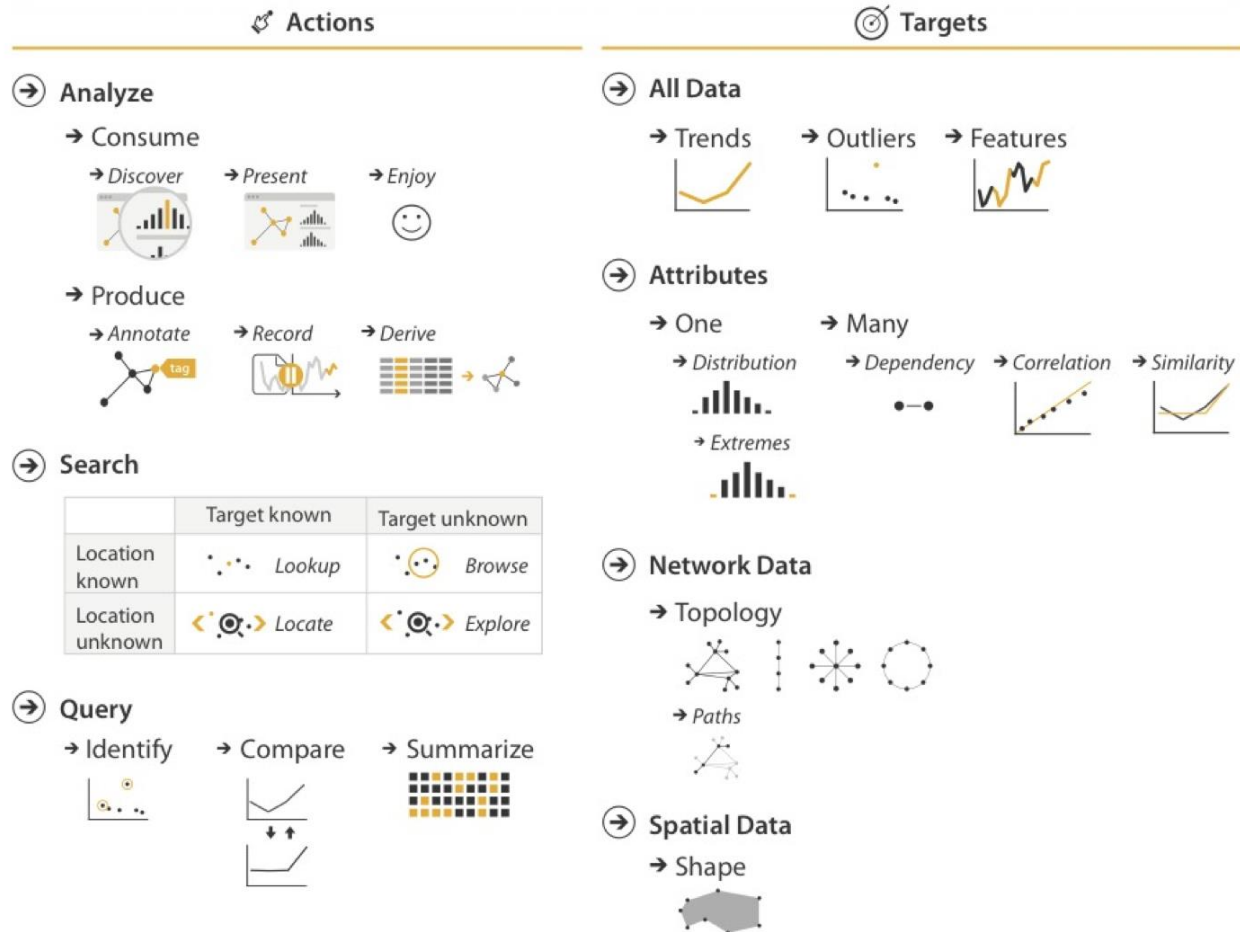 Actions
Analyze
Consume
Discover
Present
Enjoy
Produce
Annotate
Record
Derive
tag
Search
Target known
Target unknown
Location
known
Lookup
Browse
Location
unknown
Locate
Explore
Query
Identify
Compare
Summarize
Targets
All Data
Trends
Outliers
Features
Attributes
One
Many
Distribution
Dependency
Correlation
Similarity
Extremes
Network Data
Topology
Paths
Spatial Data
Shape